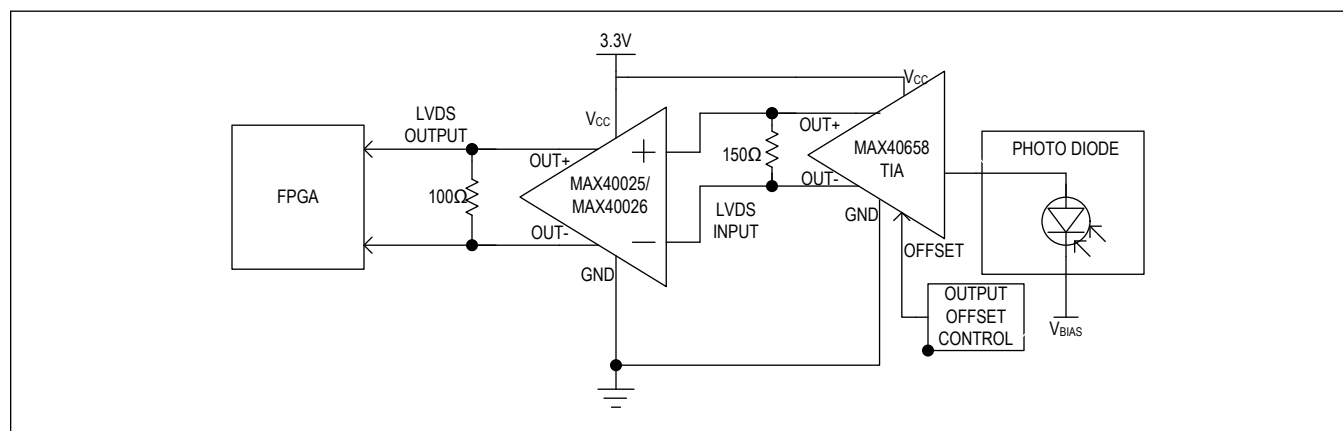 3.3V
LVDS
OUTPUT
VCC
OUT+
FPGA
100Ω
MAX40025/
MAX40026
OUT-
GND
+
−
150Ω
LVDS
INPUT
VCC
OUT+
MAX40658
TIA
OUT-
GND
OFFSET
OUTPUT
OFFSET
CONTROL
PHOTO DIODE
VBIAS